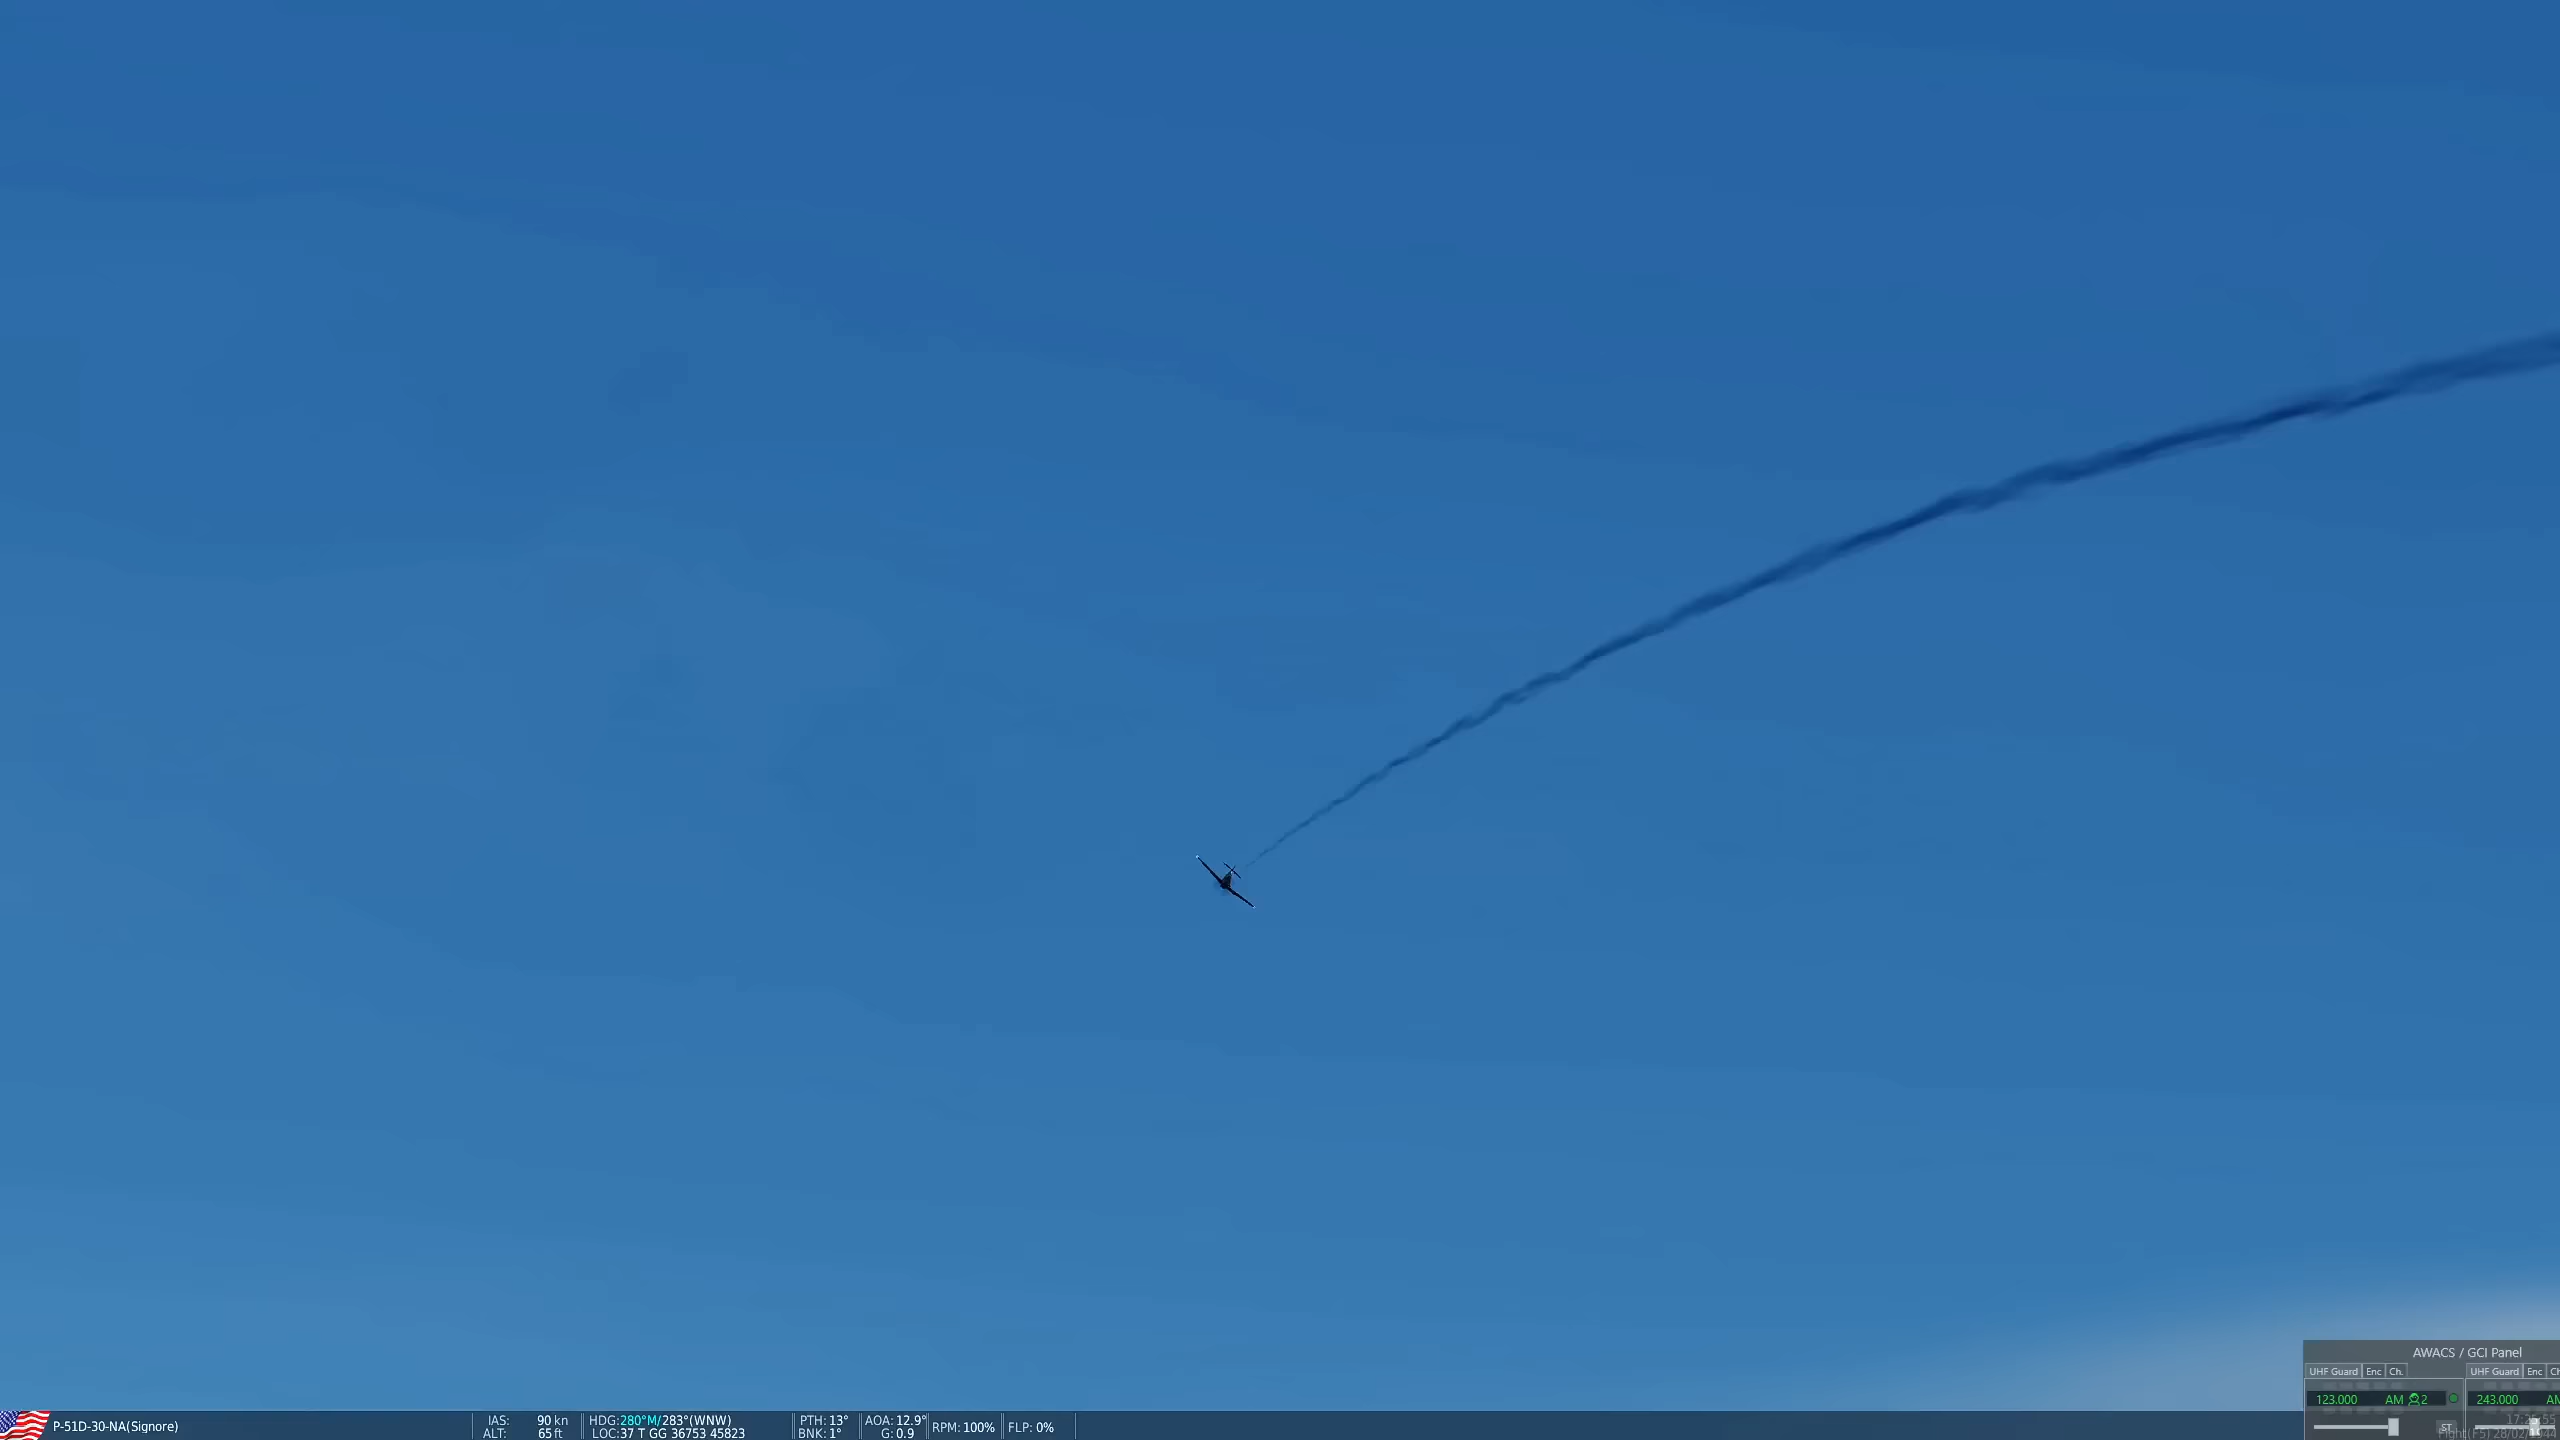 AWACS / GCI Panel
UHF Guard Enc Ch. UHF Guard Enc
123.000 AM 2 243.000
P-51D-30-NA(Signore) IAS: 90 kn HDG:280°M/283°(WNW) PTH: 13° AOA: 12.9° RPM: 100% FLP: 0%
ALT: 65 ft LOC:37 T GG 36753 45823 BNK: 1° G: 0.9